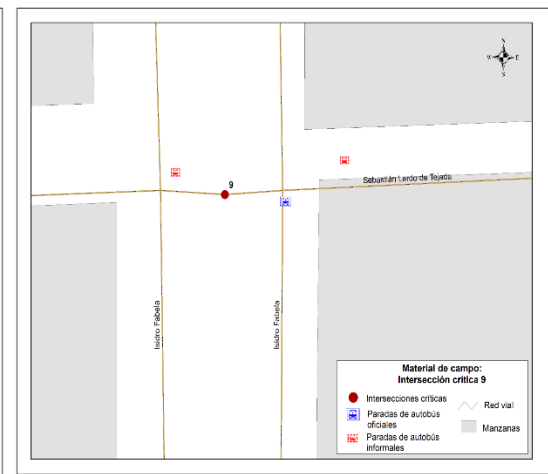 N
W
E
S
9
Sebastián Lerdo de Tejada
Isidro Fabela
Isidro Fabela
Material de campo:
Intersección crítica 9
Intersecciones críticas
Paradas de autobús
oficiales
Paradas de autobús
informales
Red vial
Manzanas